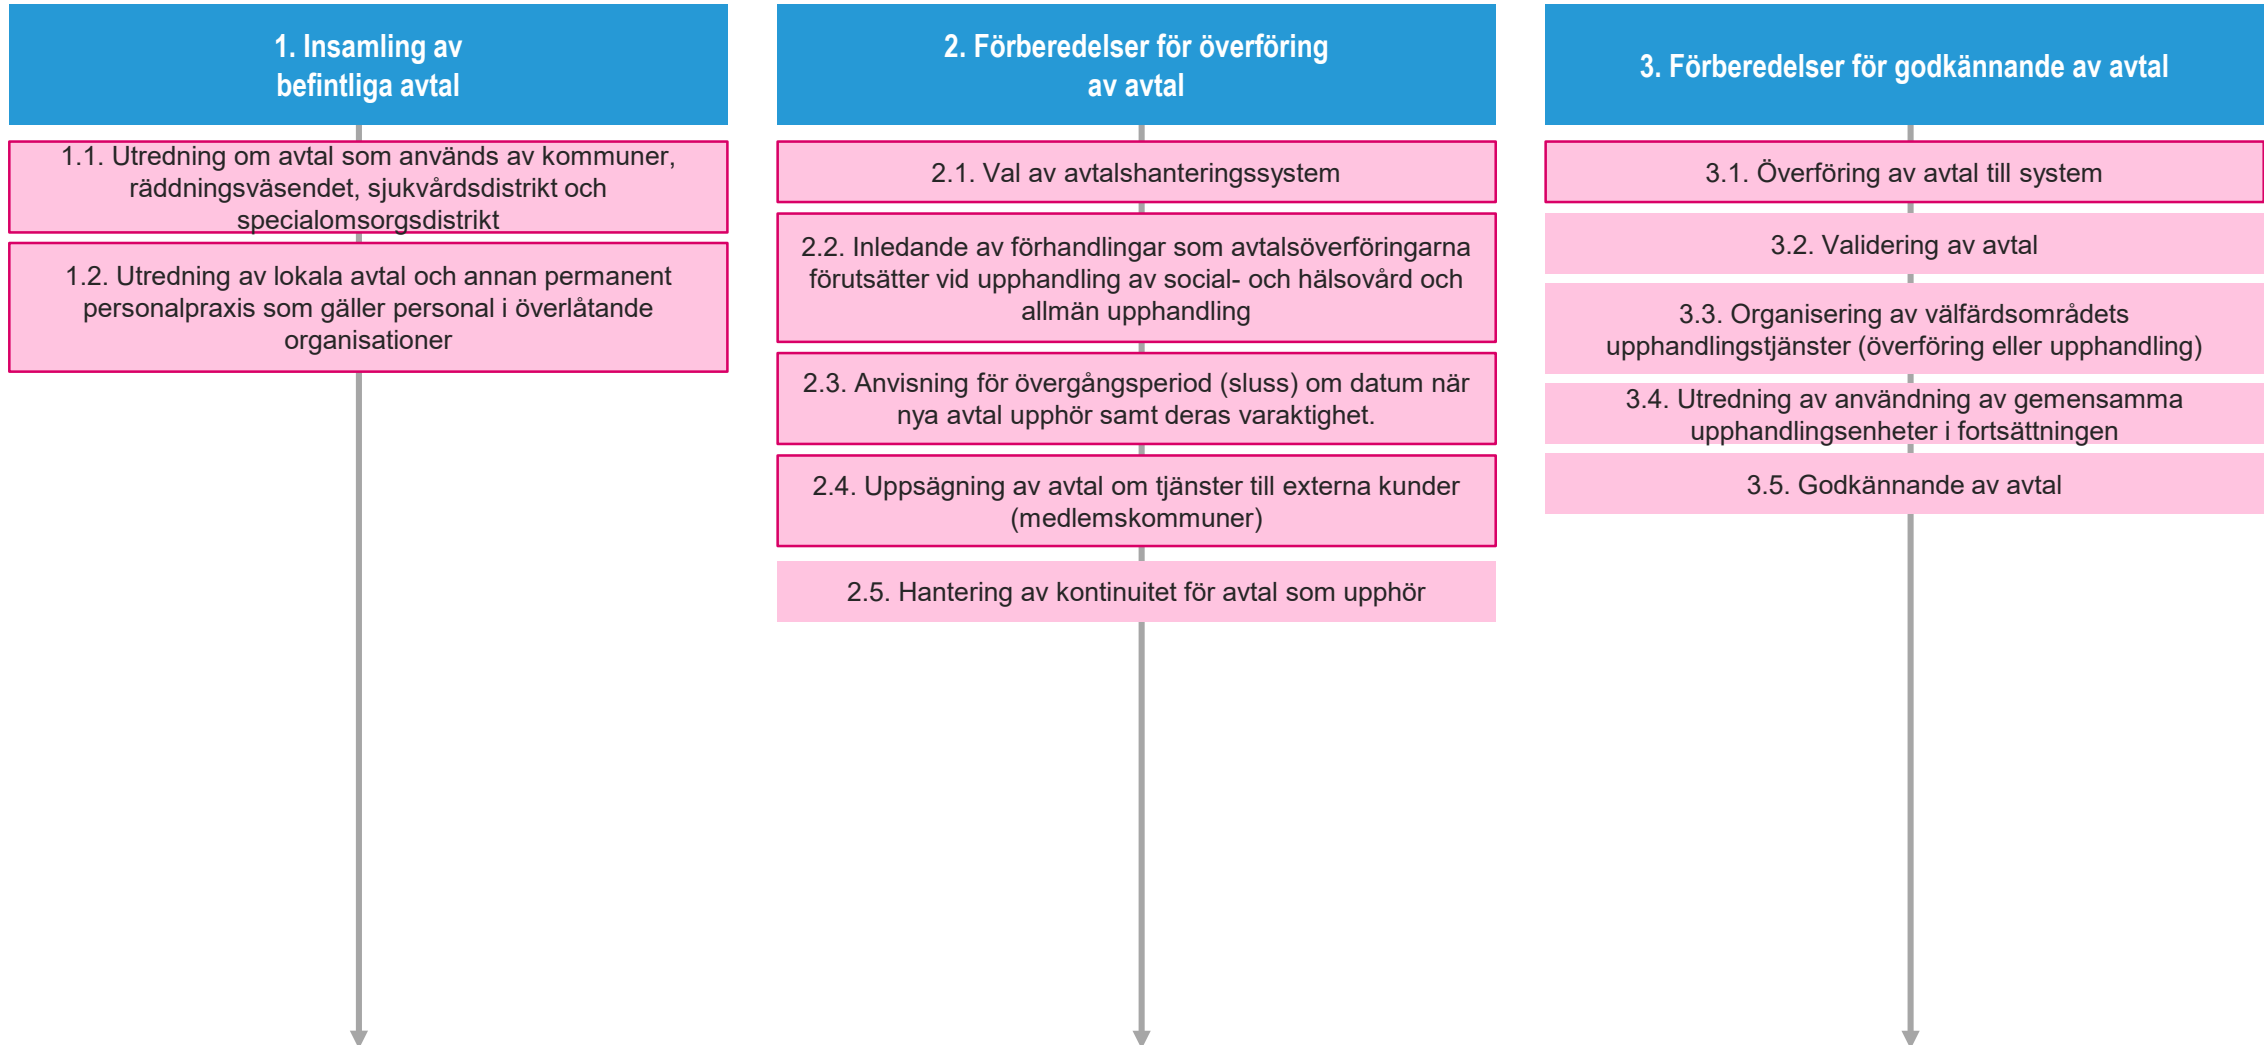 1. Insamling av
befintliga avtal
1.1. Utredning om avtal som används av kommuner,
räddningsväsendet, sjukvårdsdistrikt och
specialomsorgsdistrikt
1.2. Utredning av lokala avtal och annan permanent
personalpraxis som gäller personal i överlåtande
organisationer
2. Förberedelser för överföring
av avtal
2.1. Val av avtalshanteringssystem
2.2. Inledande av förhandlingar som avtalsöverföringarna
förutsätter vid upphandling av social- och hälsovård och
allmän upphandling
2.3. Anvisning för övergångsperiod (sluss) om datum när
nya avtal upphör samt deras varaktighet.
2.4. Uppsägning av avtal om tjänster till externa kunder
(medlemskommuner)
2.5. Hantering av kontinuitet för avtal som upphör
3. Förberedelser för godkännande av avtal
3.1. Överföring av avtal till system
3.2. Validering av avtal
3.3. Organisering av välfärdsområdets
upphandlingstjänster (överföring eller upphandling)
3.4. Utredning av användning av gemensamma
upphandlingsenheter i fortsättningen
3.5. Godkännande av avtal